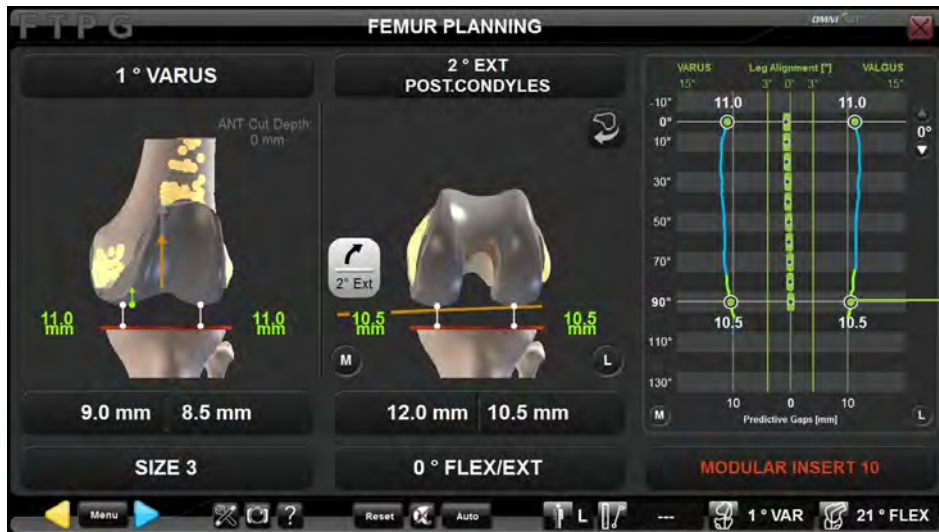 FTPG
FEMUR PLANNING
1 ° VARUS
2 ° EXT
POST.CONDYLES
ANT Cut Depth:
0 mm
2° Ext
11.0
mm
11.0
mm
10.5
mm
10.5
mm
M
L
9.0 mm
8.5 mm
12.0 mm
10.5 mm
SIZE 3
0 ° FLEX/EXT
VARUS
Leg Alignment [°]
VALGUS
15°
3°
0°
3°
15°
-10°
11.0
11.0
0°
0°
10°
30°
50°
70°
90°
10.5
10.5
110°
130°
10
0
10
M
Predictive Gaps [mm]
L
MODULAR INSERT 10
Menu
?
Reset
Auto
L
---
1 ° VAR
21 ° FLEX